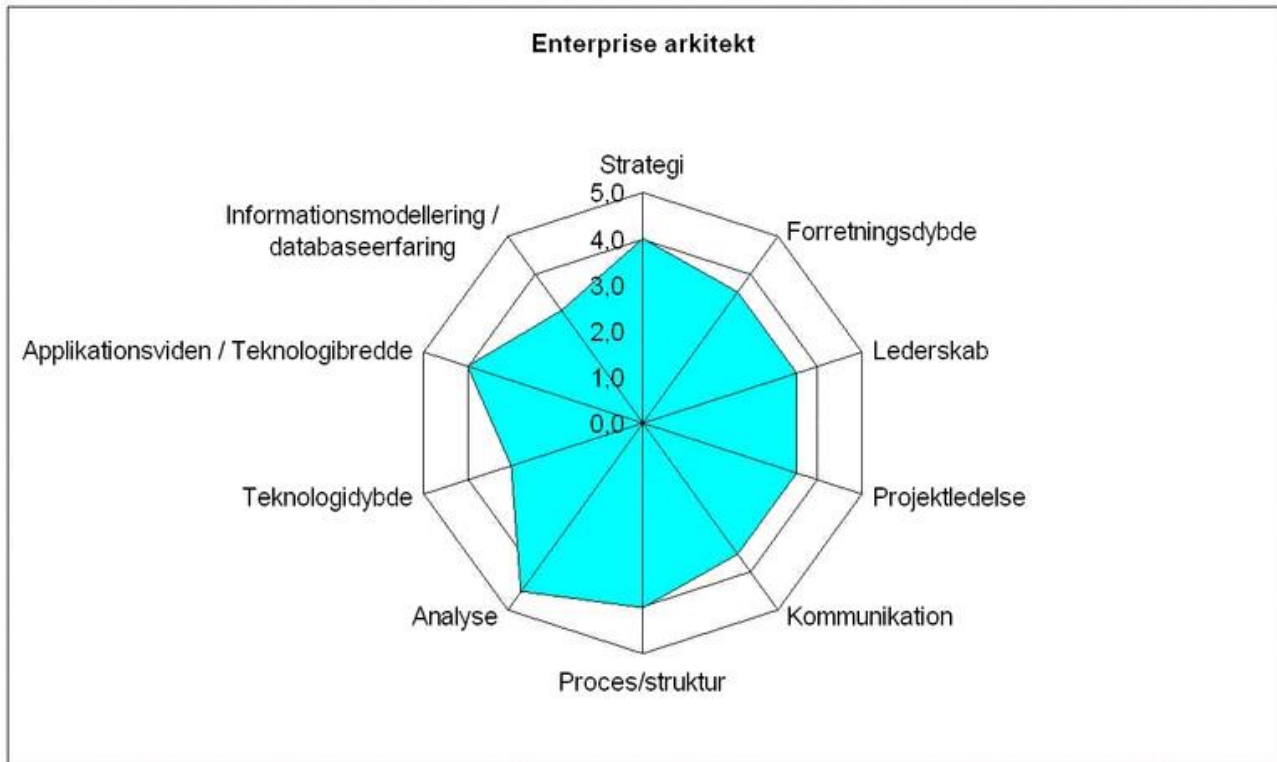 Enterprise arkitekt
Strategi
5,0
4,0
3,0
2,0
1,0
0,0
Forretningsdybde
Lederskab
Projektledelse
Kommunikation
Proces/struktur
Analyse
Teknologidybde
Applikationsviden / Teknologibredde
Informationsmodellering /
databaseerfaring